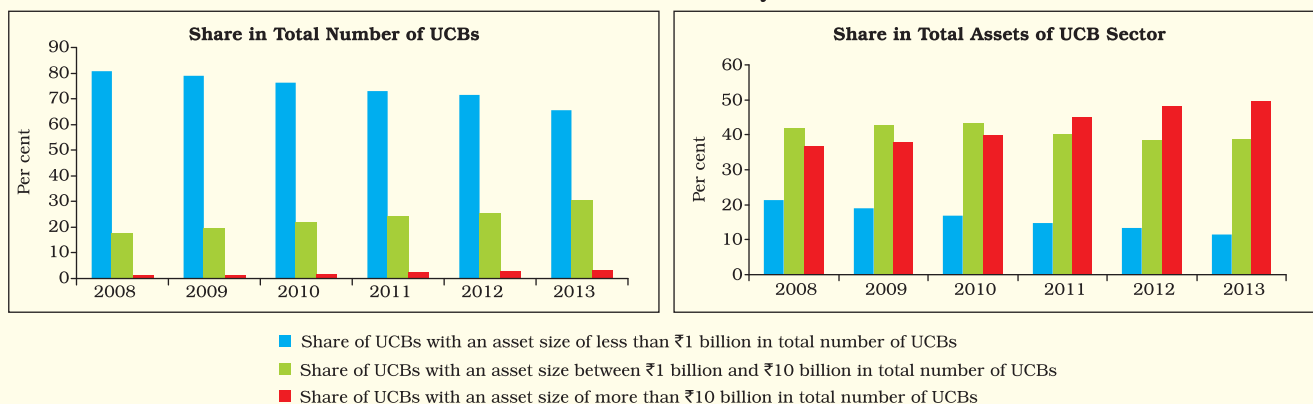 Share in Total Number of UCBs
Per cent
90
80
70
60
50
40
30
20
10
0
2008 2009 2010 2011 2012 2013
Share in Total Assets of UCB Sector
Per cent
60
50
40
30
20
10
0
2008 2009 2010 2011 2012 2013
Share of UCBs with an asset size of less than ₹1 billion in total number of UCBs
Share of UCBs with an asset size between ₹1 billion and ₹10 billion in total number of UCBs
Share of UCBs with an asset size of more than ₹10 billion in total number of UCBs